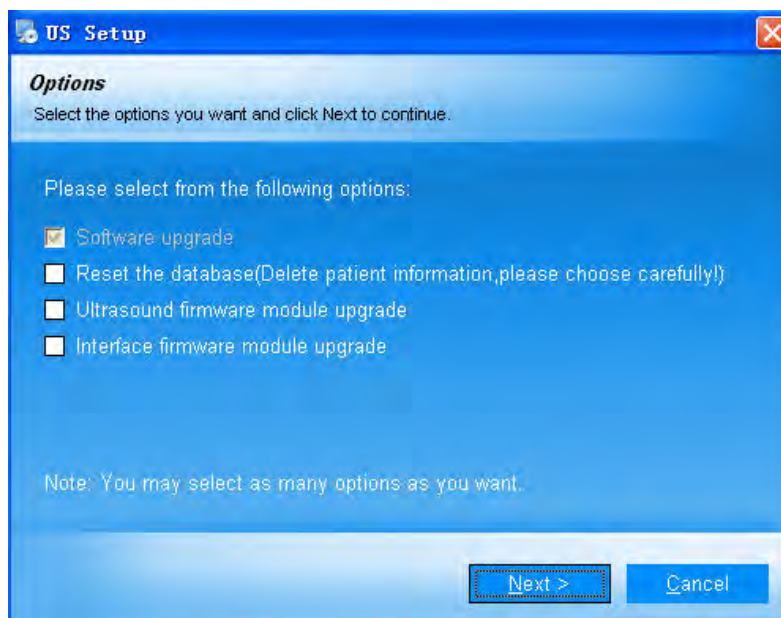 US Setup
Options
Select the options you want and click Next to continue.
Please select from the following options:
Software upgrade
Reset the database(Delete patient information,please choose carefully!)
Ultrasound firmware module upgrade
Interface firmware module upgrade
Note: You may select as many options as you want.
Next > Cancel